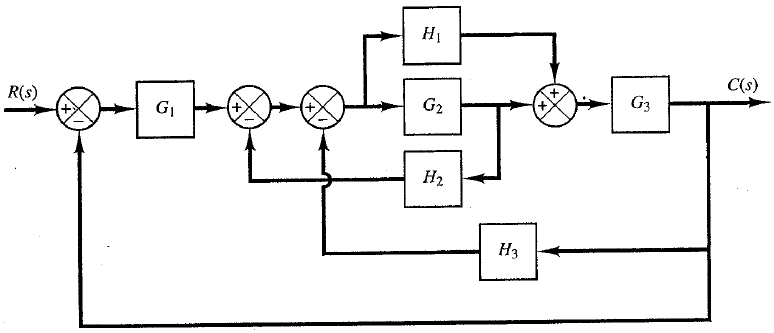 H₁
R(s)
+
−
G₁
+
−
+
−
G₂
+
+
G₃
C(s)
H₂
H₃